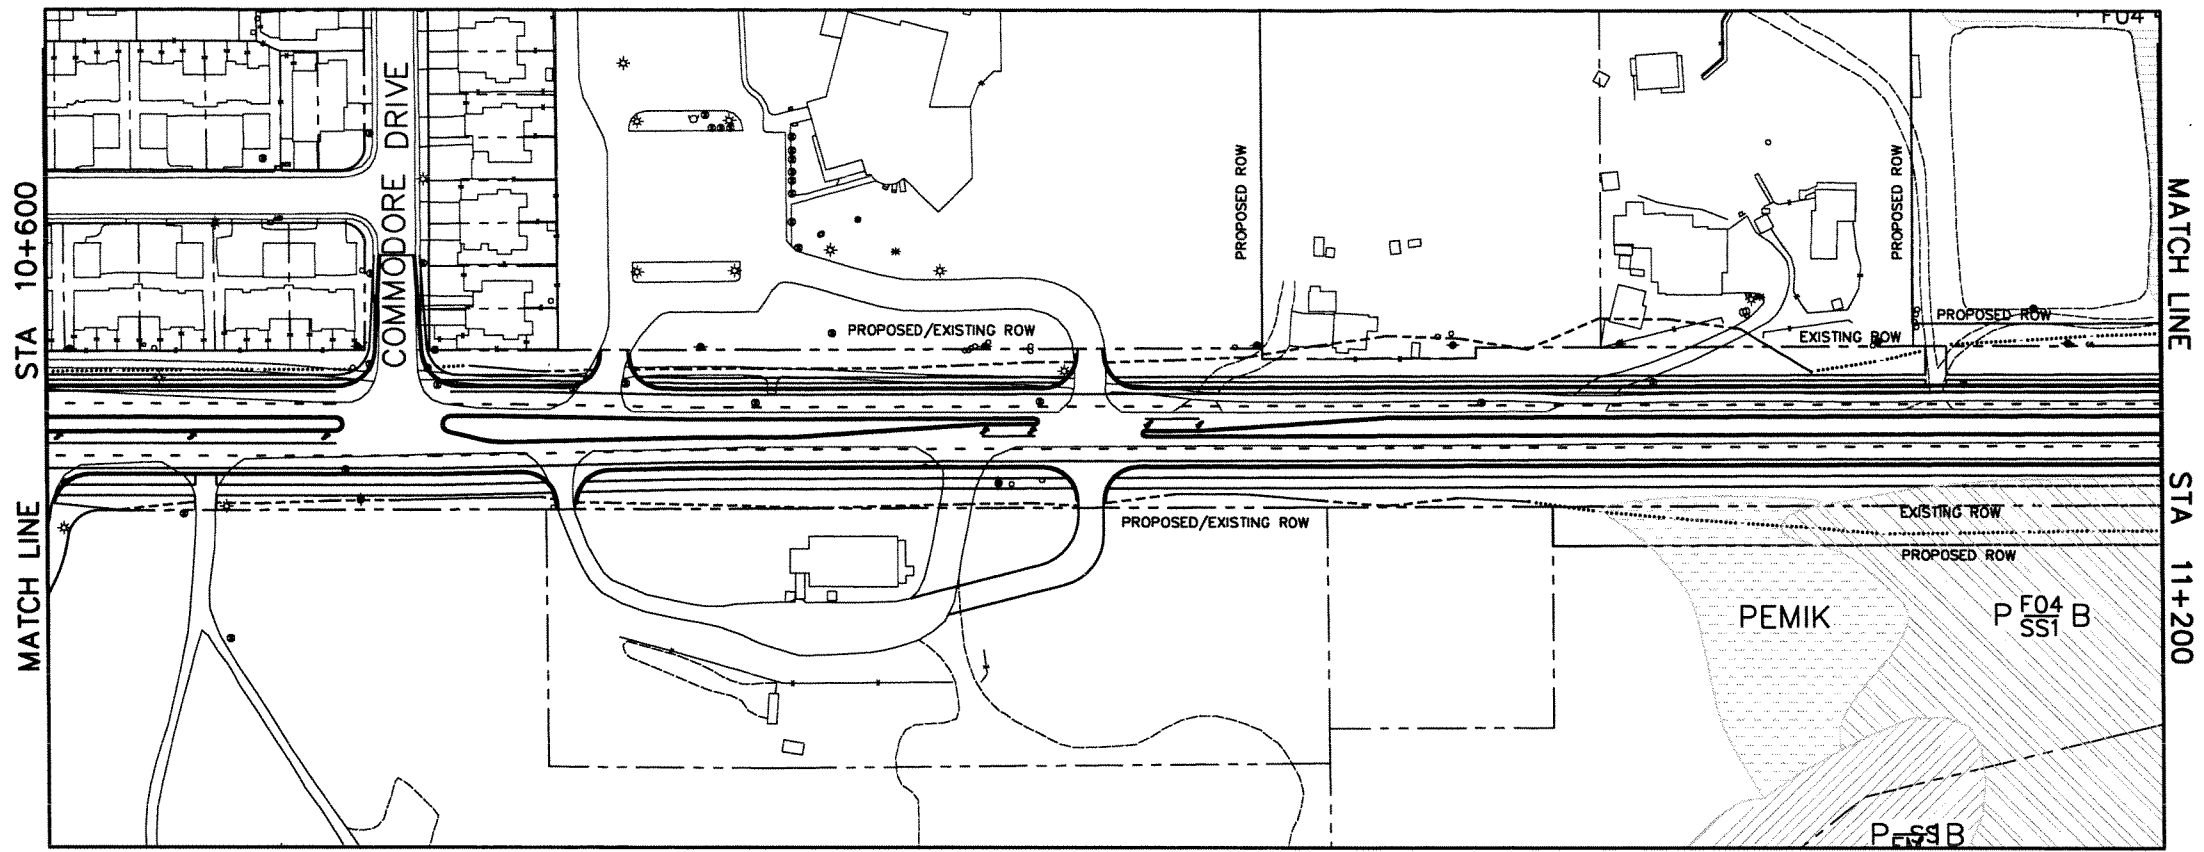 STA 10+600
MATCH LINE
COMMODORE DRIVE
PROPOSED/EXISTING ROW
PROPOSED ROW
PROPOSED ROW
F04
PROPOSED ROW
EXISTING ROW
MATCH LINE
STA 11+200
PROPOSED/EXISTING ROW
EXISTING ROW
PROPOSED ROW
PEMIK
P F04 B
SS1
P SS1 B